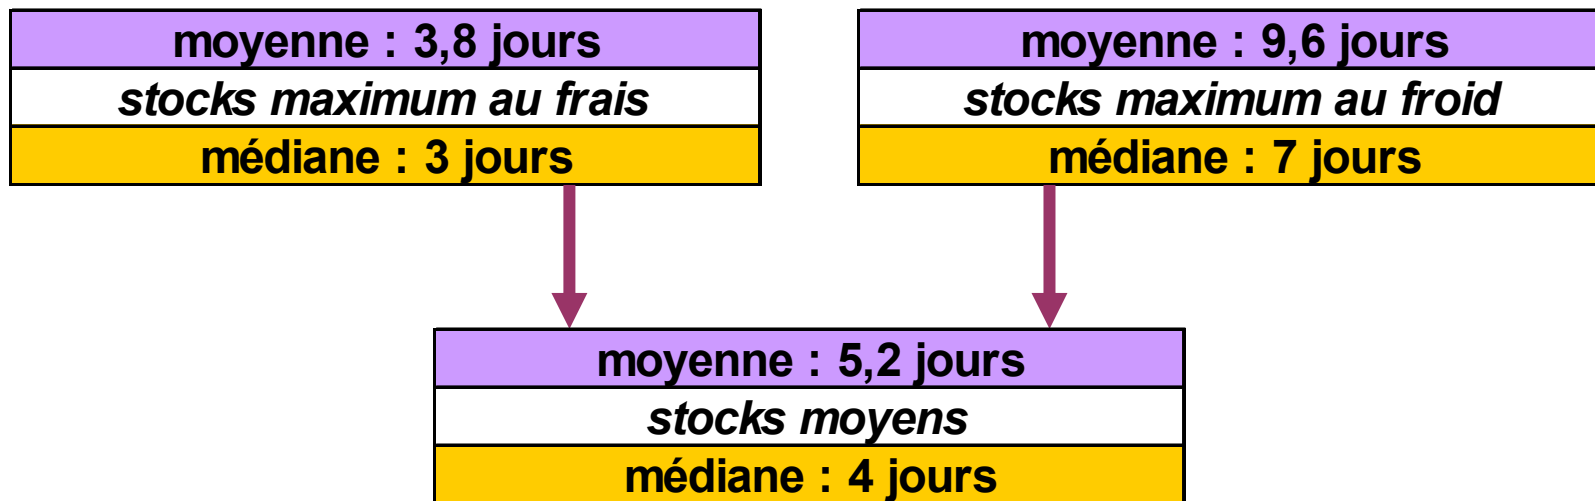 moyenne : 3,8 jours
stocks maximum au frais
médiane : 3 jours
moyenne : 9,6 jours
stocks maximum au froid
médiane : 7 jours
moyenne : 5,2 jours
stocks moyens
médiane : 4 jours